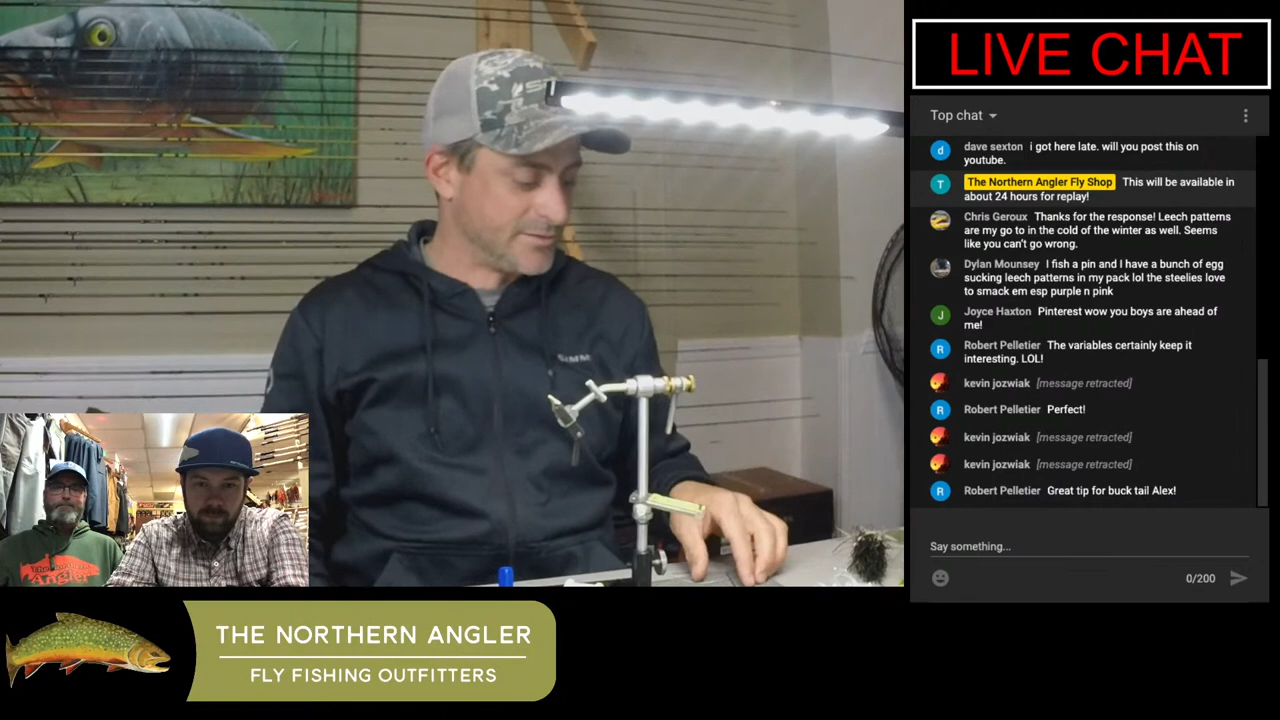 LIVE CHAT
Top chat
dave sexton i got here late. will you post this on
youtube.
The Northern Angler Fly Shop This will be available in
about 24 hours for replay!
Chris Geroux Thanks for the response! Leech patterns
are my go to in the cold of the winter as well. Seems
like you can't go wrong.
Dylan Mounsey I fish a pin and I have a bunch of egg
sucking leech patterns in my pack lol the steelies love
to smack em esp purple n pink
Joyce Haxton Pinterest wow you boys are ahead of
me!
Robert Pelletier The variables certainly keep it
interesting. LOL!
kevin jozwiak [message retracted]
Robert Pelletier Perfect!
kevin jozwiak [message retracted]
kevin jozwiak [message retracted]
Robert Pelletier Great tip for buck tail Alex!
Say something...
0/200
d
T
J
R
R
R
SIMMS
Angler
THE NORTHERN ANGLER
FLY FISHING OUTFITTERS